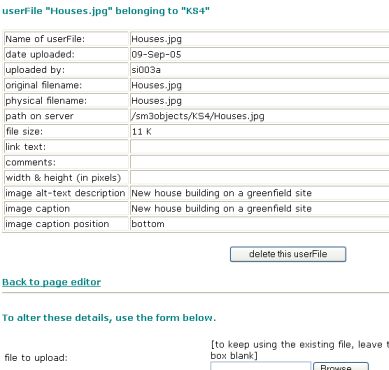 userFile "Houses.jpg" belonging to "KS4"
Name of userFile: Houses.jpg
date uploaded: 09-Sep-05
uploaded by: si003a
original filename: Houses.jpg
physical filename: Houses.jpg
path on server /sm3objects/KS4/Houses.jpg
file size: 11 K
link text:
comments:
width & height (in pixels)
image alt-text description New house building on a greenfield site
image caption New house building on a greenfield site
image caption position bottom
delete this userFile
Back to page editor
To alter these details, use the form below.
[to keep using the existing file, leave
box blank]
file to upload:
Browse...